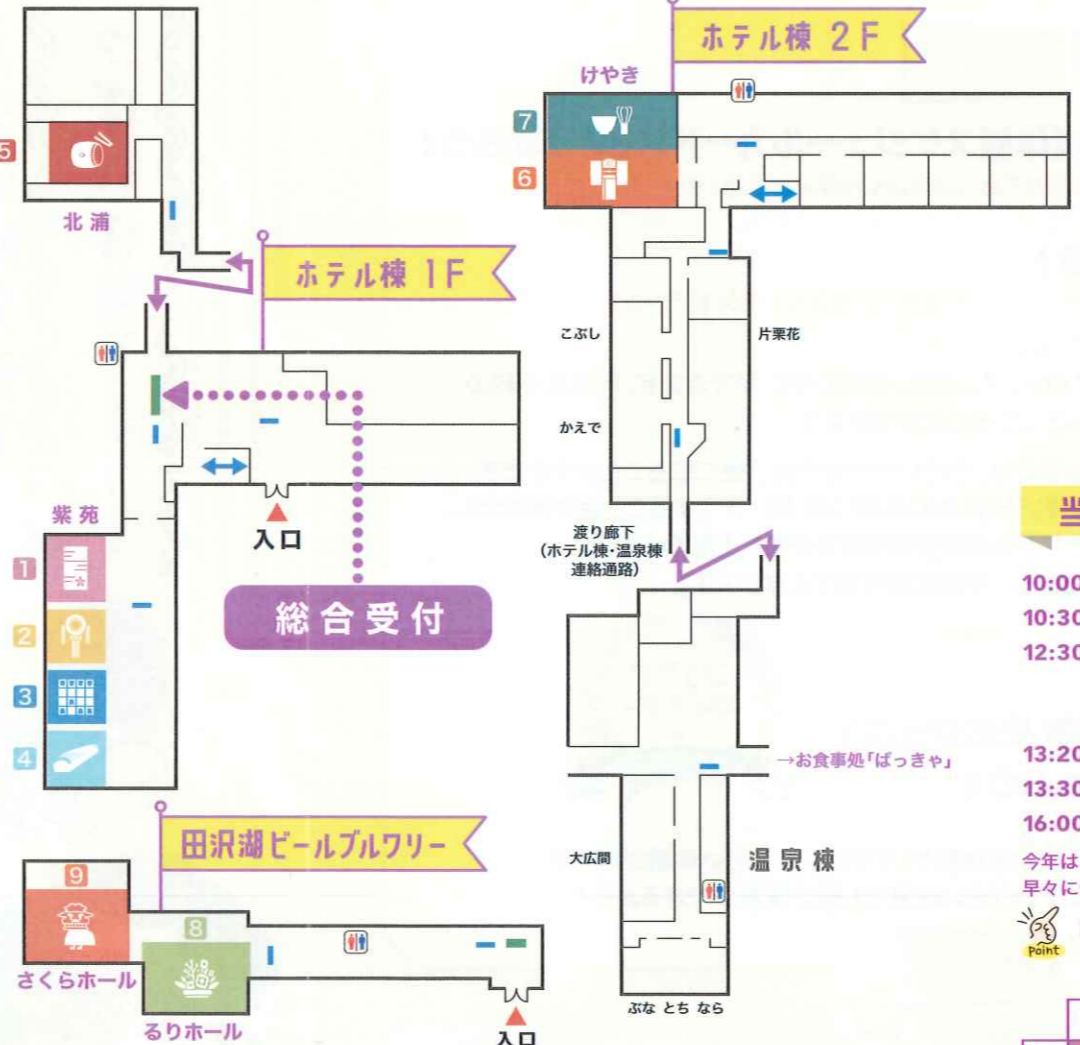 ホテル棟 2F
けやき
7
6
5
北浦
ホテル棟 1F
こぶし
片栗花
かえで
紫苑
入口
渡り廊下
(ホテル棟・温泉棟
連絡通路)
1
総合受付
2
3
4
当
10:00
10:30
12:30
13:20
13:30
16:00
→お食事処「ばっきゃ」
田沢湖ビールブルワリー
大広間
温泉棟
今年は
早々に
Point
9
8
さくらホール
るりホール
入口
ぶな とち なら